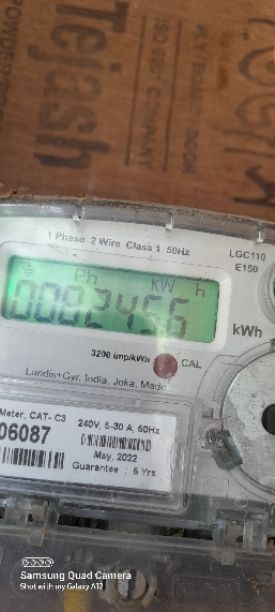 POWDERPROOF
Tejash
ISO 9001 COMPANY
PLYBOARD DOOR
1 Phase 2 Wire Class 1 50Hz
LGC110
E150
Ph kW h
0082456
kWh
3200 imp/kWh
CAL
Landis+Gyr, India, Joka, Made
Meter, CAT- C3
240V, 5-30 A, 50Hz
06087
May, 2022
Guarantee : 5 Yrs.
Samsung Quad Camera
Shot with my Galaxy A12